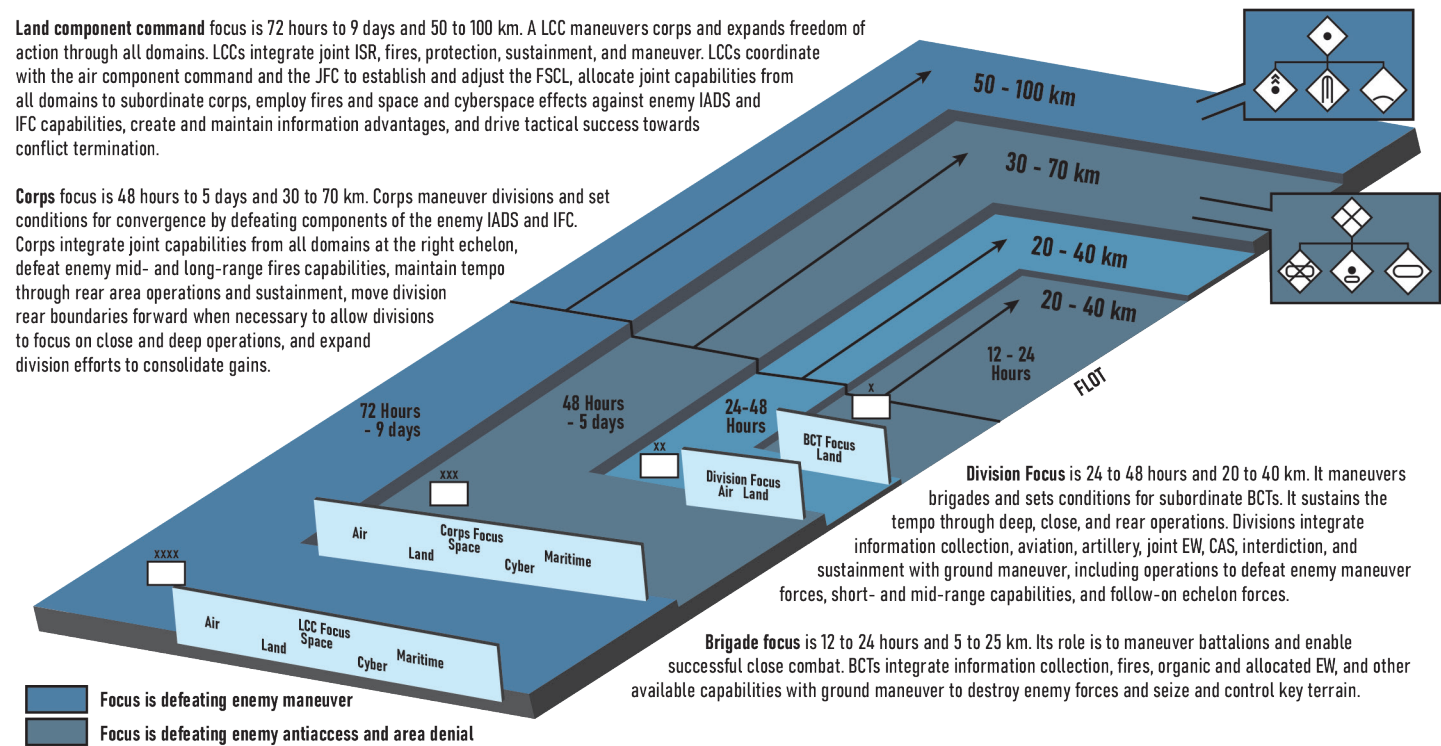 Land component command focus is 72 hours to 9 days and 50 to 100 km. A LCC maneuvers corps and expands freedom of
action through all domains. LCCs integrate joint ISR, fires, protection, sustainment, and maneuver. LCCs coordinate
with the air component command and the JFC to establish and adjust the FSCL, allocate joint capabilities from
all domains to subordinate corps, employ fires and space and cyberspace effects against enemy IADS and
IFC capabilities, create and maintain information advantages, and drive tactical success towards
conflict termination.
Corps focus is 48 hours to 5 days and 30 to 70 km. Corps maneuver divisions and set
conditions for convergence by defeating components of the enemy IADS and IFC.
Corps integrate joint capabilities from all domains at the right echelon,
defeat enemy mid- and long-range fires capabilities, maintain tempo
through rear area operations and sustainment, move division
rear boundaries forward when necessary to allow divisions
to focus on close and deep operations, and expand
division efforts to consolidate gains.
50 - 100 km
30 - 70 km
20 - 40 km
20 - 40 km
12 - 24
Hours
FLOT
72 Hours
- 9 days
48 Hours
- 5 days
24-48
Hours
X
BCT Focus
Land
XX
Division Focus
Air Land
XXX
Corps Focus
Air
Space
Maritime
Land
Cyber
XXXX
LCC Focus
Air
Space
Maritime
Land
Cyber
Division Focus is 24 to 48 hours and 20 to 40 km. It maneuvers
brigades and sets conditions for subordinate BCTs. It sustains the
tempo through deep, close, and rear operations. Divisions integrate
information collection, aviation, artillery, joint EW, CAS, interdiction, and
sustainment with ground maneuver, including operations to defeat enemy maneuver
forces, short- and mid-range capabilities, and follow-on echelon forces.
Brigade focus is 12 to 24 hours and 5 to 25 km. Its role is to maneuver battalions and enable
successful close combat. BCTs integrate information collection, fires, organic and allocated EW, and other
available capabilities with ground maneuver to destroy enemy forces and seize and control key terrain.
Focus is defeating enemy maneuver
Focus is defeating enemy antiaccess and area denial